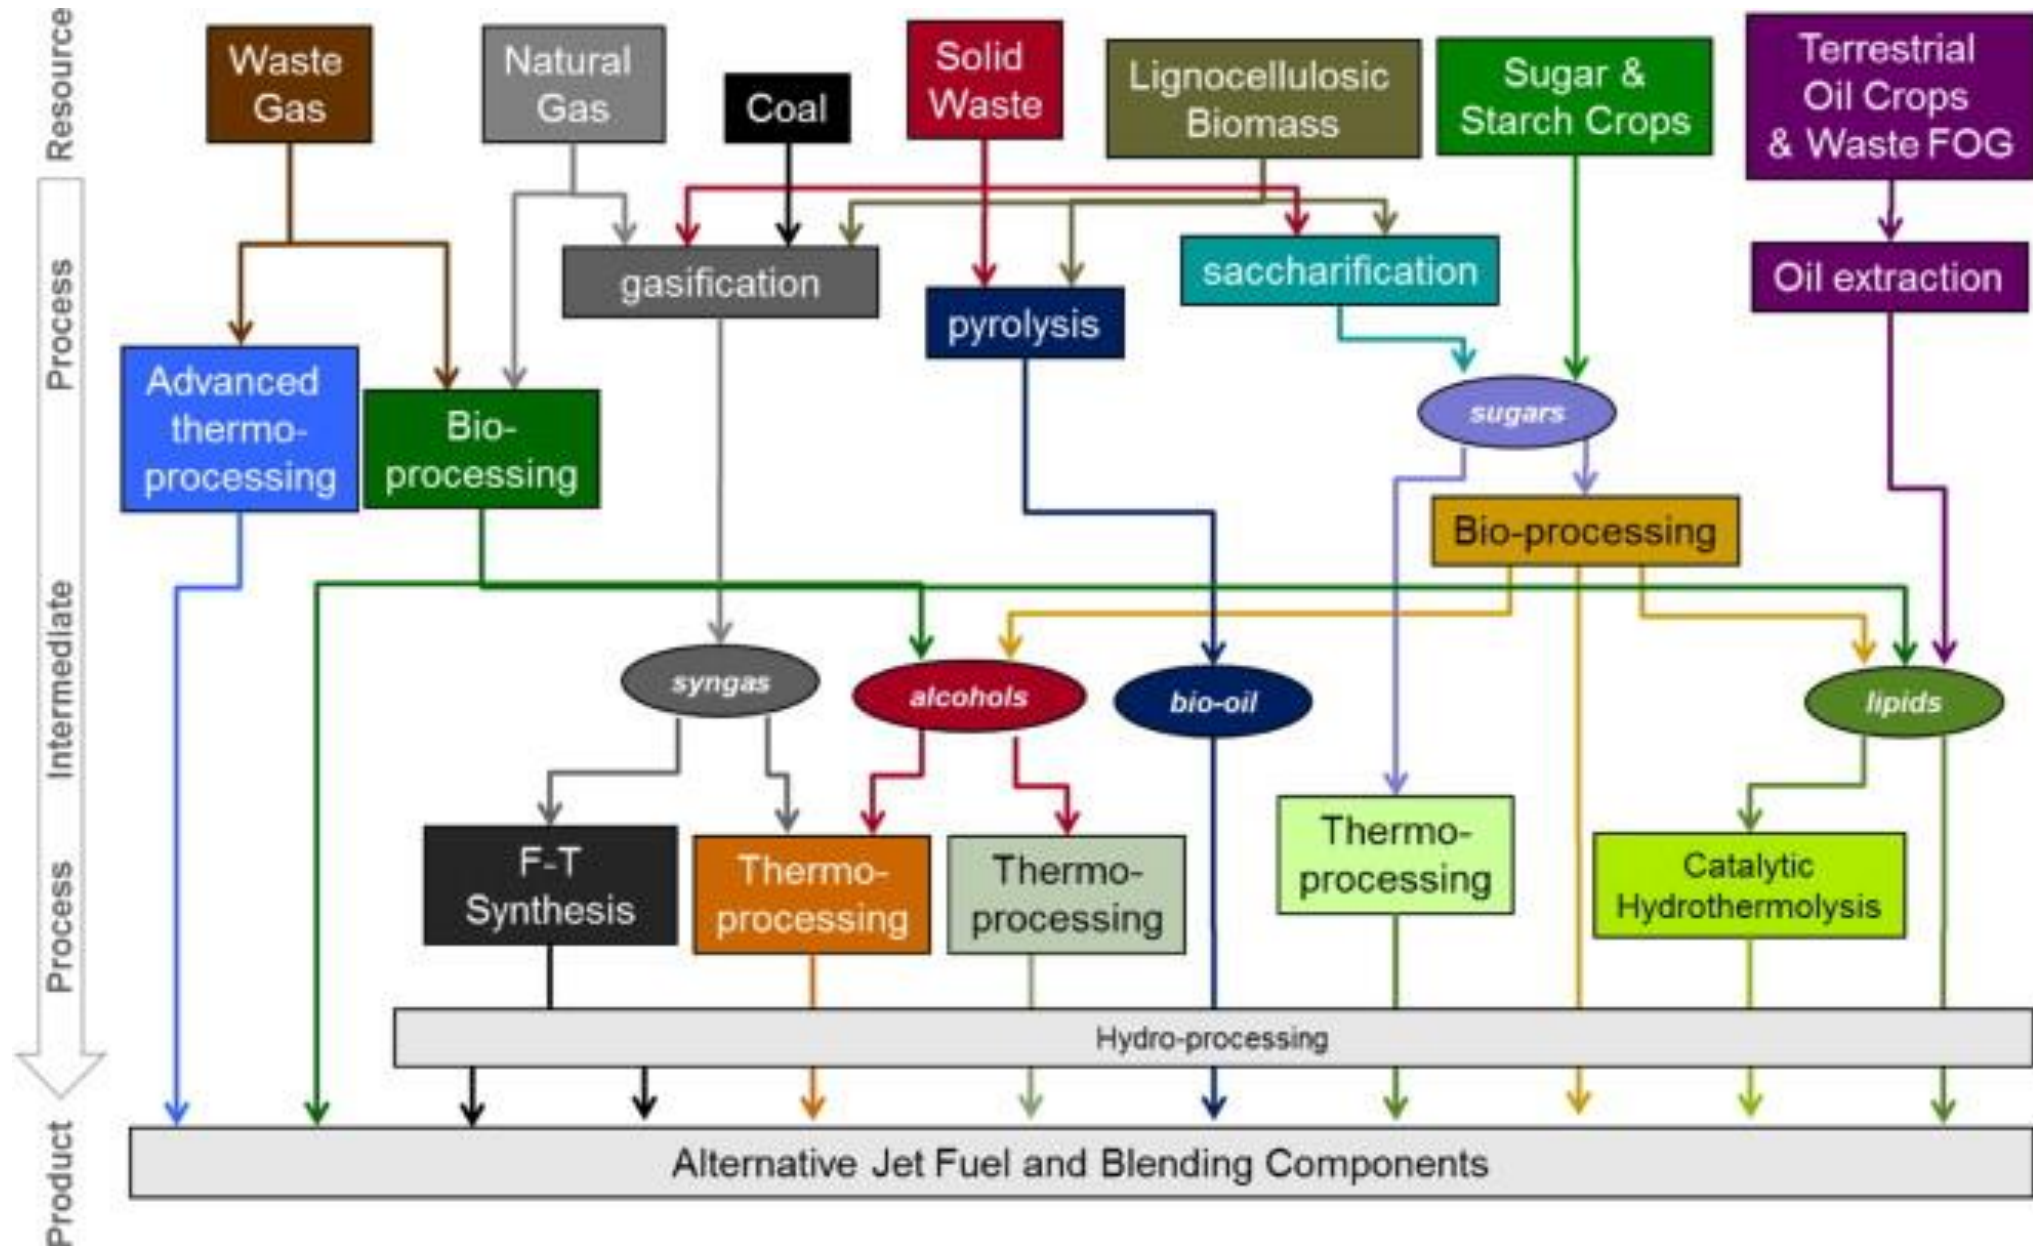 Resource
Process
Intermediate
Process
Product
Waste
Gas
Natural
Gas
Coal
Solid
Waste
Lignocellulosic
Biomass
Sugar &
Starch Crops
Terrestrial
Oil Crops
& Waste FOG
gasification
pyrolysis
saccharification
Oil extraction
Advanced
thermo-
processing
Bio-
processing
sugars
Bio-processing
syngas
alcohols
bio-oil
lipids
F-T
Synthesis
Thermo-
processing
Thermo-
processing
Thermo-
processing
Catalytic
Hydrothermolysis
Hydro-processing
Alternative Jet Fuel and Blending Components